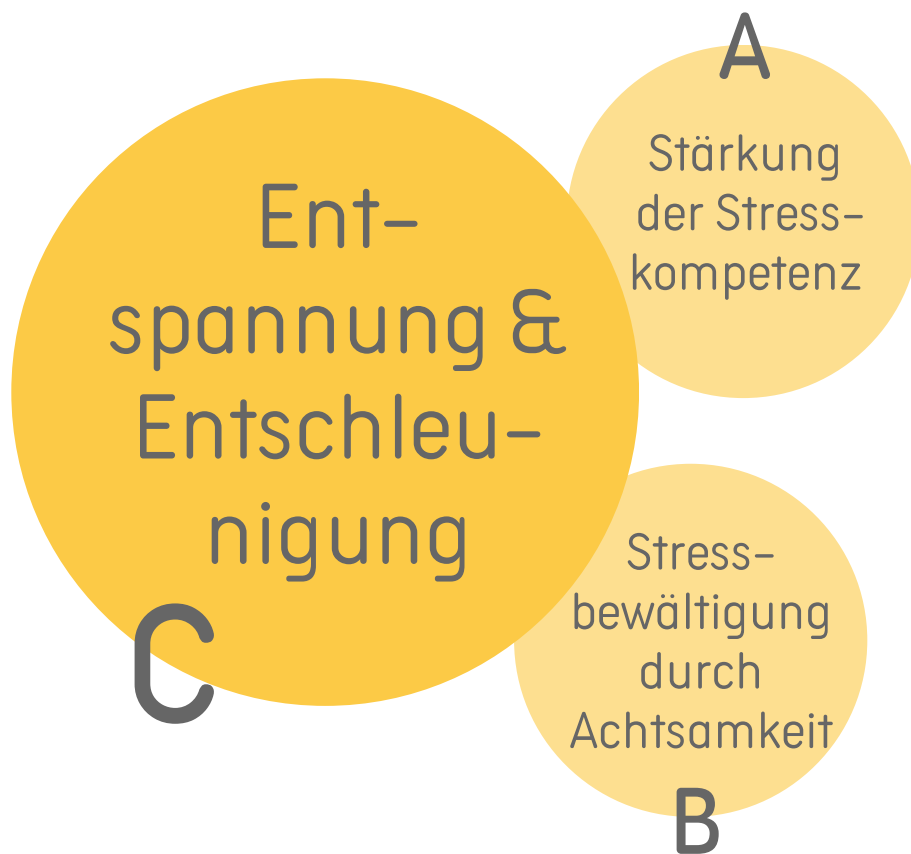 A
Stärkung
der Stress-
kompetenz
Ent-
spannung &
Entschleu-
nigung
C
Stress-
bewältigung
durch
Achtsamkeit
B